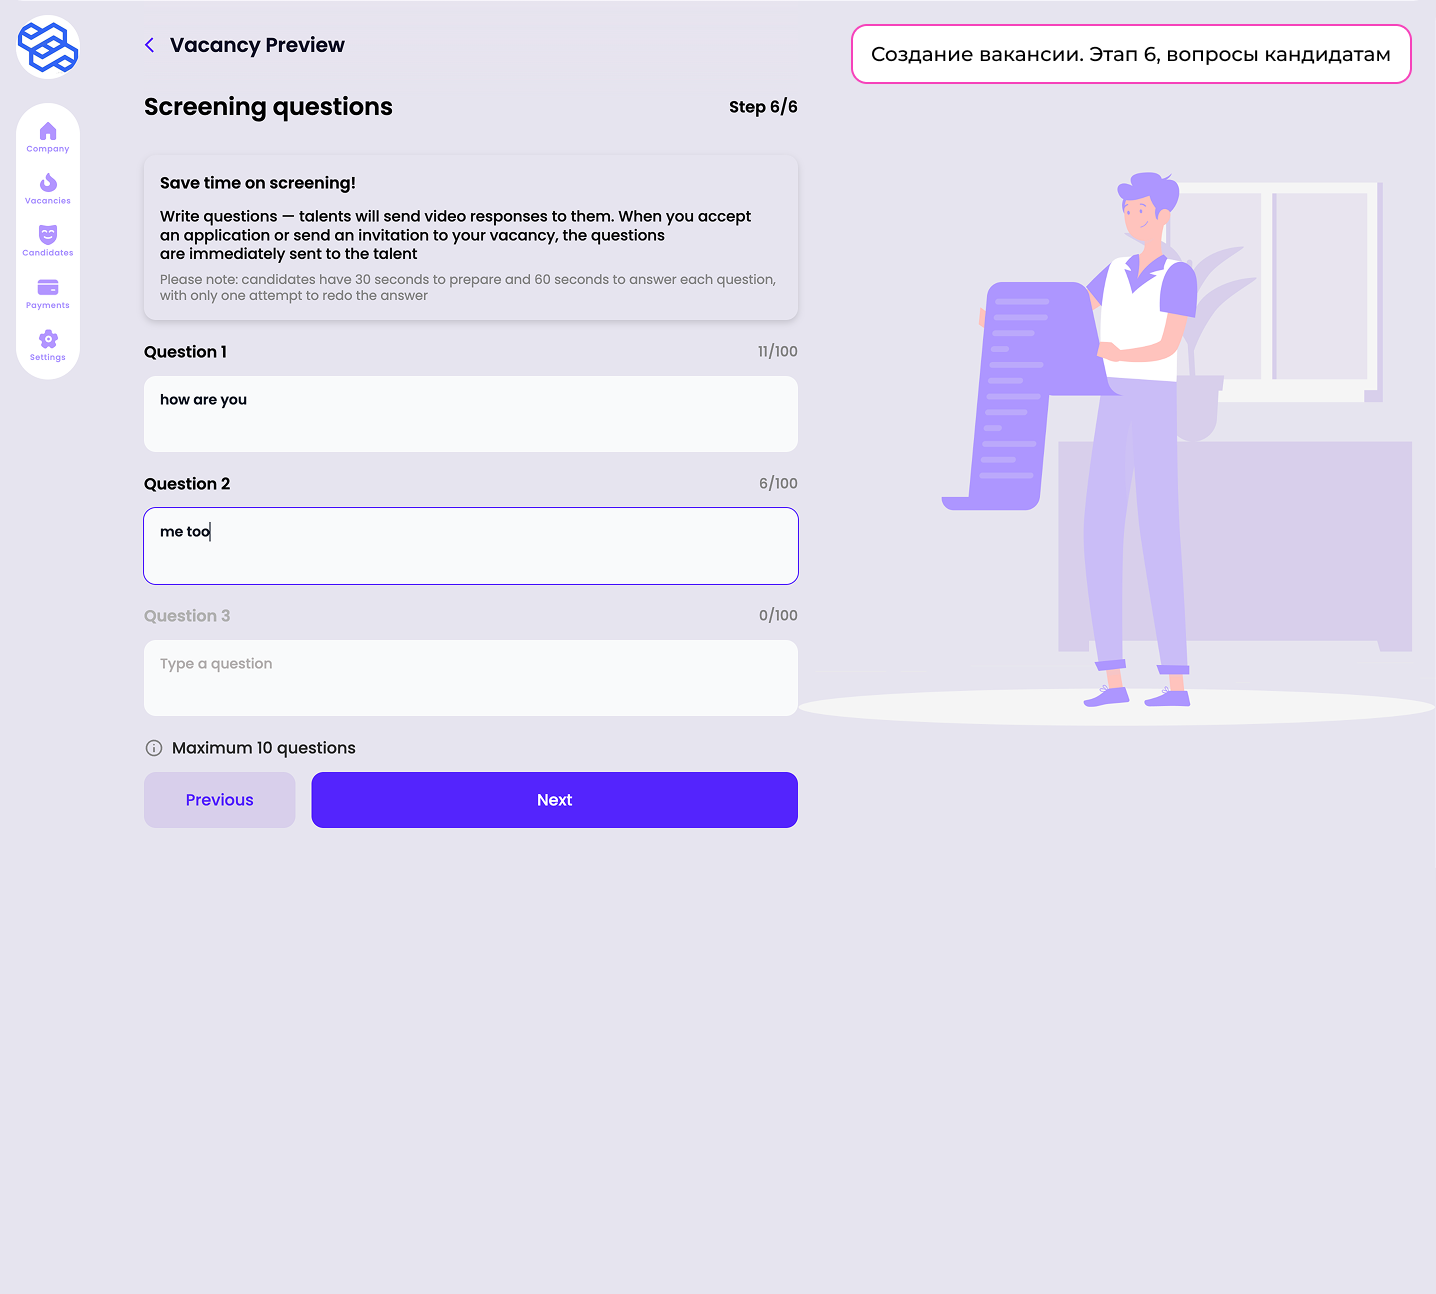 Vacancy Preview
Создание вакансии. Этап 6, вопросы кандидатам
Screening questions
Step 6/6
Company
Vacancies
Candidates
Payments
Settings
Save time on screening!
Write questions — talents will send video responses to them. When you accept
an application or send an invitation to your vacancy, the questions
are immediately sent to the talent
Please note: candidates have 30 seconds to prepare and 60 seconds to answer each question,
with only one attempt to redo the answer
Question 1
11/100
how are you
Question 2
6/100
me too
Question 3
0/100
Type a question
Maximum 10 questions
Previous
Next